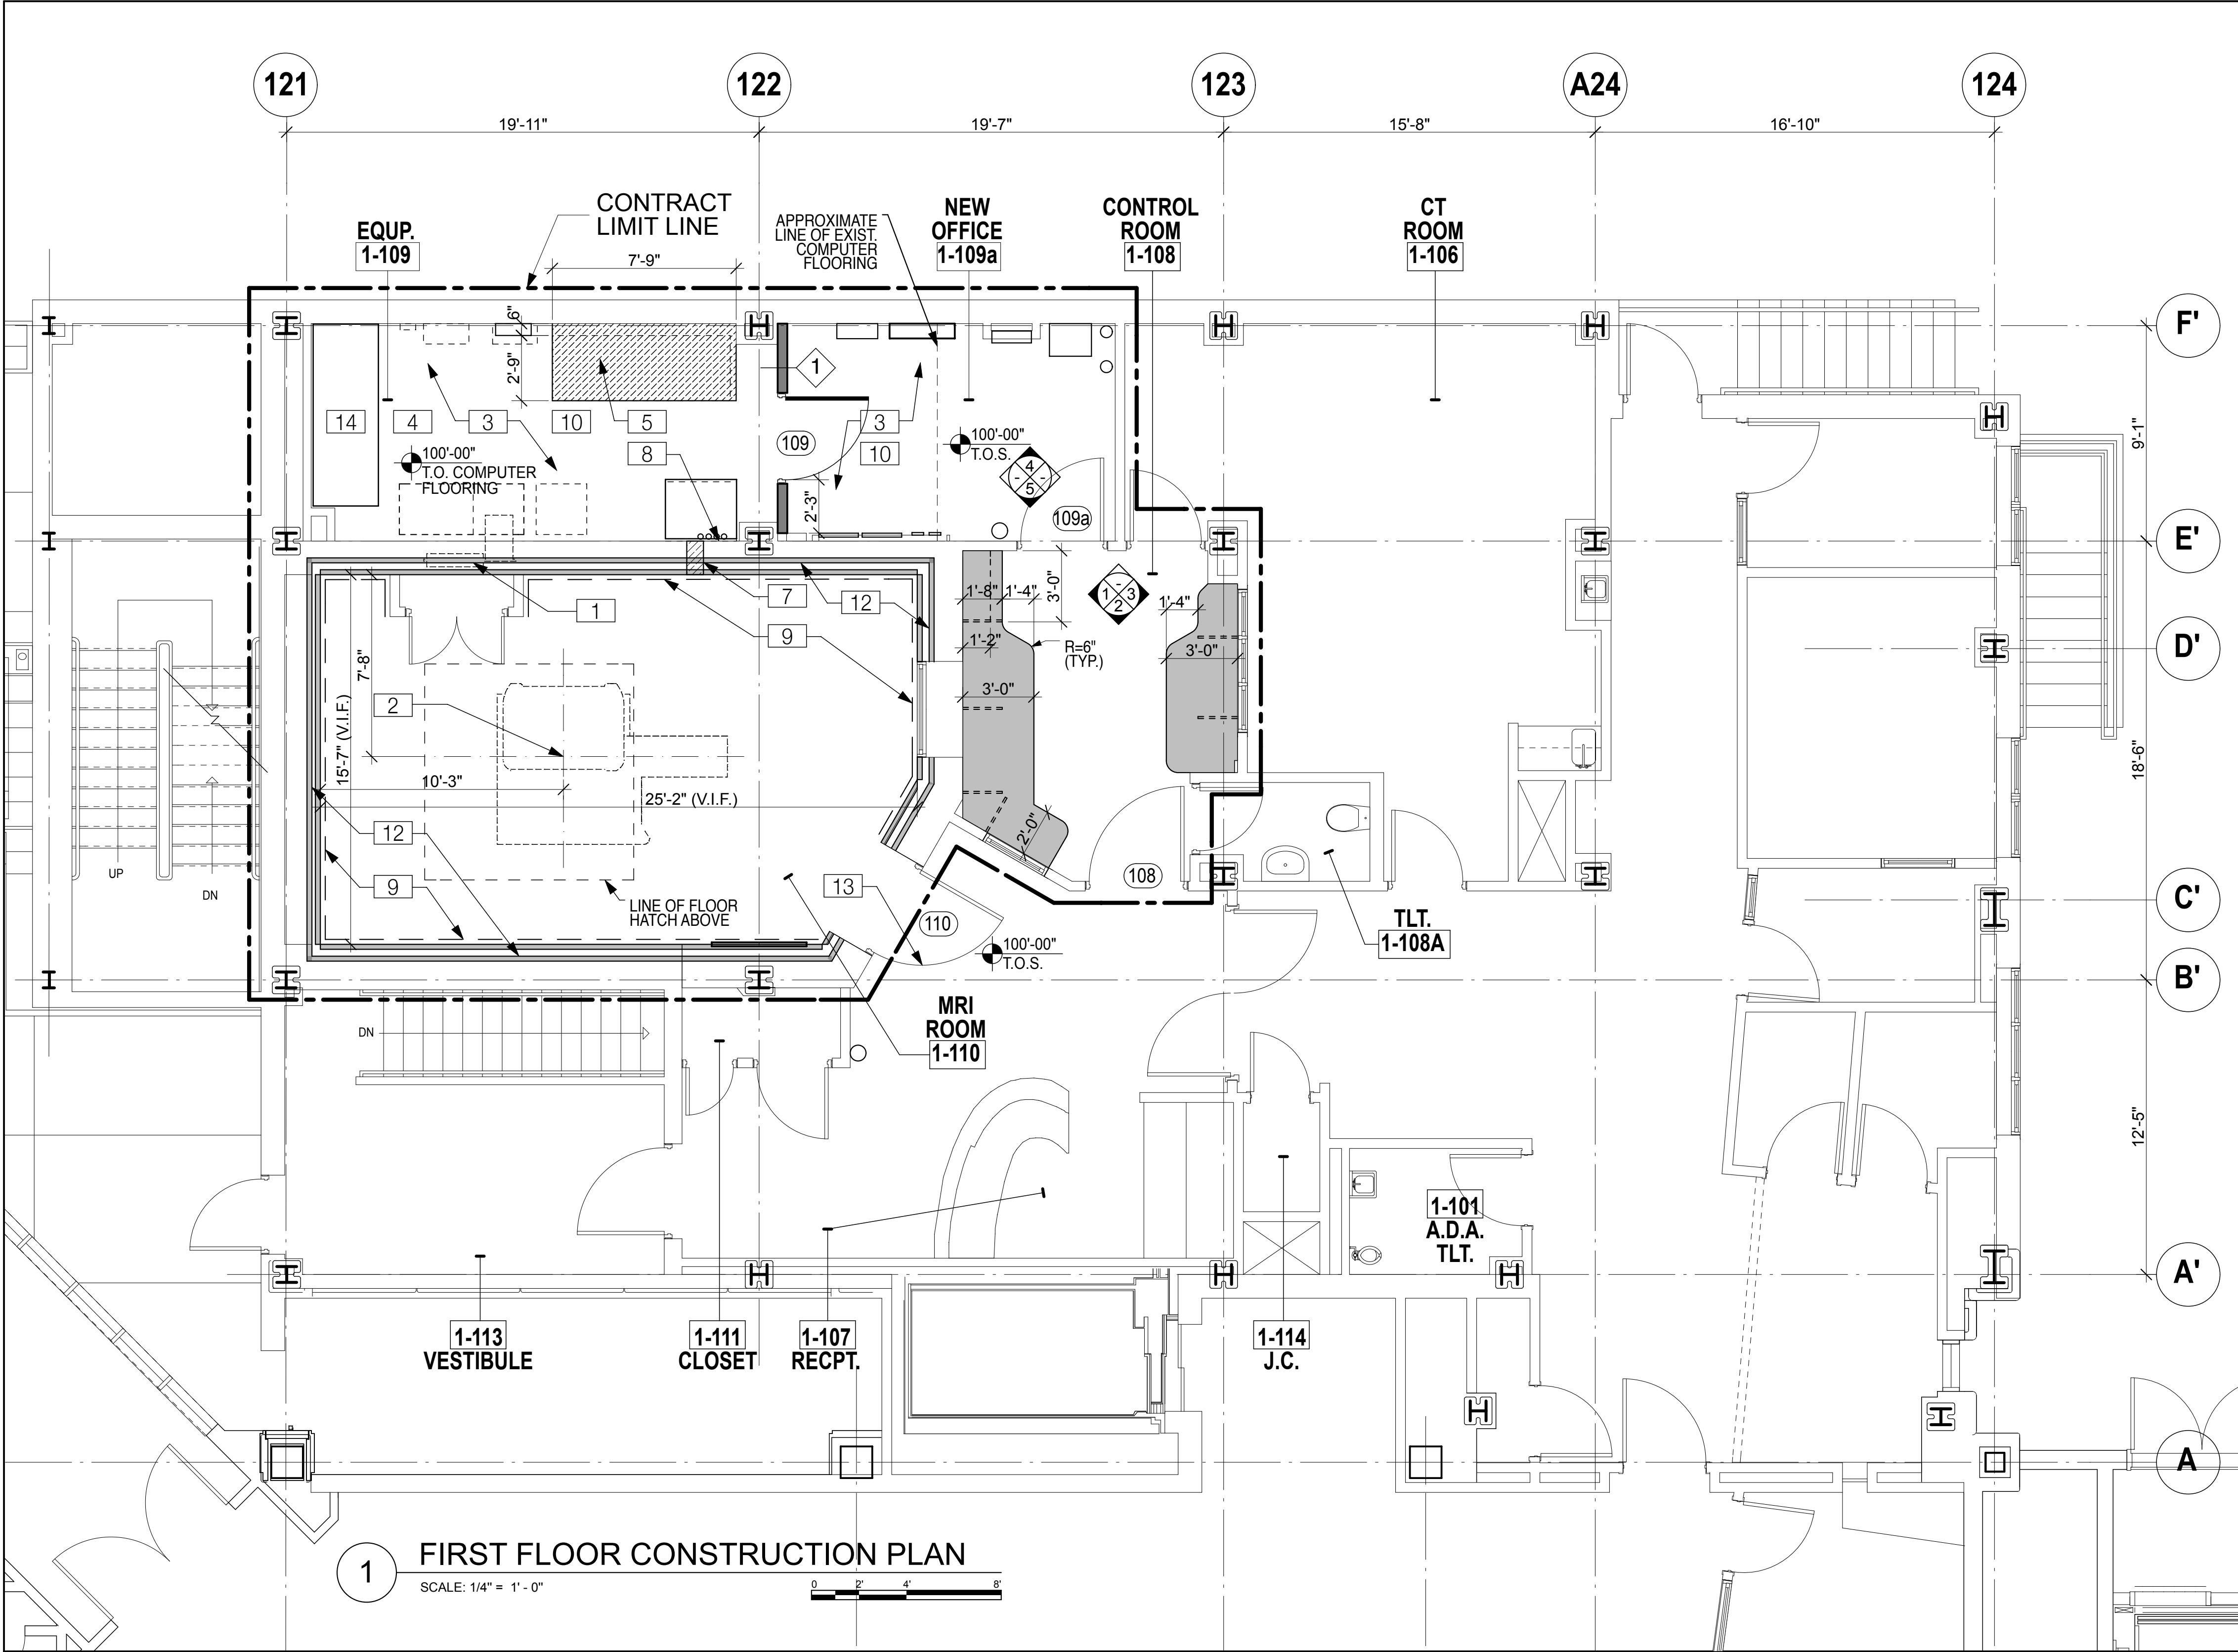 121
122
123
A24
124
19'-11"
19'-7"
15'-8"
16'-10"
CONTRACT
LIMIT LINE
EQUP.
1-109
7'-9"
APPROXIMATE
LINE OF EXIST.
COMPUTER
FLOORING
NEW
OFFICE
1-109a
CONTROL
ROOM
1-108
CT
ROOM
1-106
F'
6"
2'-9"
1
14
4
3
10
5
8
109
3
10
100'-00"
T.O. COMPUTER
FLOORING
100'-00"
T.O.S.
4
- -
5
2'-3"
109a
9'-1"
E'
1
7
12
9
1'-8"
1'-4"
3'-0"
-
1 3
2
1'-4"
1'-2"
R=6"
(TYP.)
3'-0"
3'-0"
D'
7'-8"
15'-7" (V.I.F.)
2
10'-3"
25'-2" (V.I.F.)
18'-6"
12
9
2'-0"
UP
DN
LINE OF FLOOR
HATCH ABOVE
13
108
110
100'-00"
T.O.S.
TLT.
1-108A
C'
B'
DN
MRI
ROOM
1-110
12'-5"
1-101
A.D.A.
TLT.
A'
1-113
VESTIBULE
1-111
CLOSET
1-107
RECPT.
1-114
J.C.
A
1
FIRST FLOOR CONSTRUCTION PLAN
SCALE: 1/4" = 1' - 0"
0 2' 4' 8'